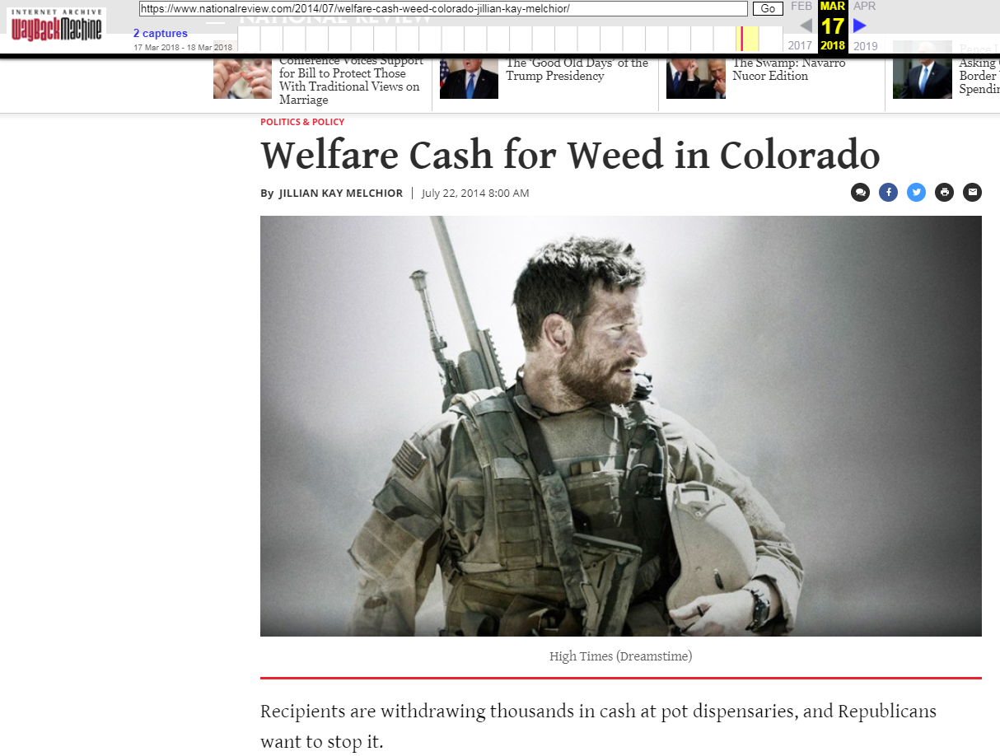 INTERNET ARCHIVE
WayBackMachine
https://www.nationalreview.com/2014/07/welfare-cash-weed-colorado-jillian-kay-melchior/
Go
FEB MAR APR
17
2017 2018 2019
2 captures
17 Mar 2018 - 18 Mar 2018
NATIONAL REVIEW
Conference Voices Support
for Bill to Protect Those
With Traditional Views on
Marriage
The ‘Good Old Days’ of the
Trump Presidency
The Swamp: Navarro
Nucor Edition
Asking
Border
POLITICS & POLICY
Welfare Cash for Weed in Colorado
By JILLIAN KAY MELCHIOR | July 22, 2014 8:00 AM
High Times (Dreamstime)
Recipients are withdrawing thousands in cash at pot dispensaries, and Republicans
want to stop it.